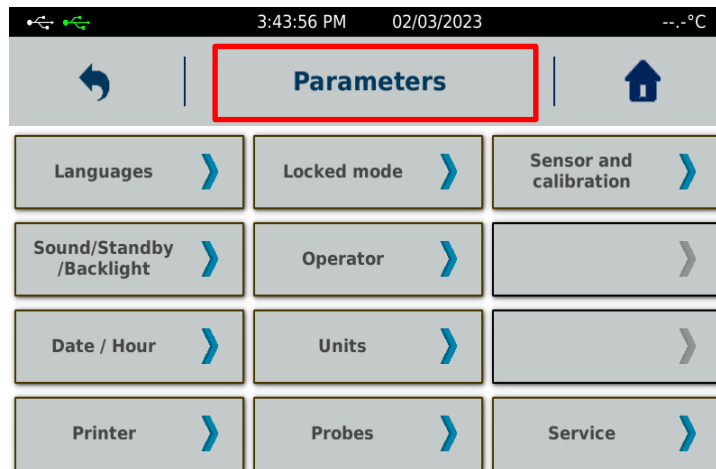 3:43:56 PM 02/03/2023 --.-°C
Parameters
Languages
Locked mode
Sensor and
calibration
Sound/Standby
/Backlight
Operator
Date / Hour
Units
Printer
Probes
Service